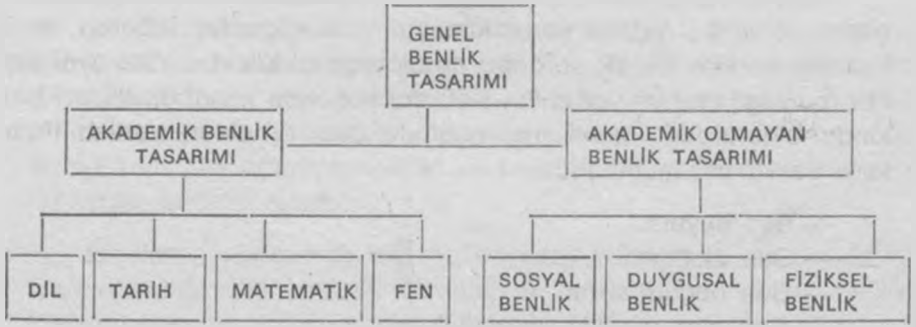 GENEL
BENLİK
TASARIMI
AKADEMİK BENLİK
TASARIMI
AKADEMİK OLMAYAN
BENLİK TASARIMI
DİL
TARİH
MATEMATİK
FEN
SOSYAL
BENLİK
DUYGUSAL
BENLİK
FİZİKSEL
BENLİK